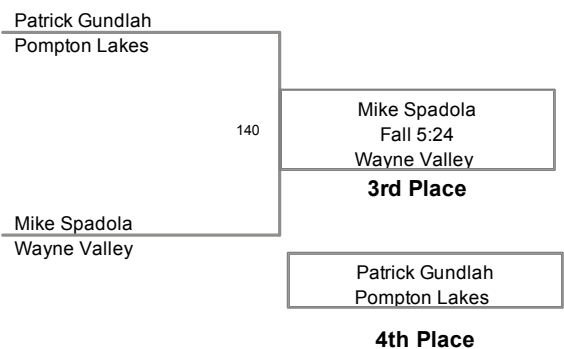 Patrick Gundlah
Pompton Lakes
140
Mike Spadola
Fall 5:24
Wayne Valley
3rd Place
Mike Spadola
Wayne Valley
Patrick Gundlah
Pompton Lakes
4th Place